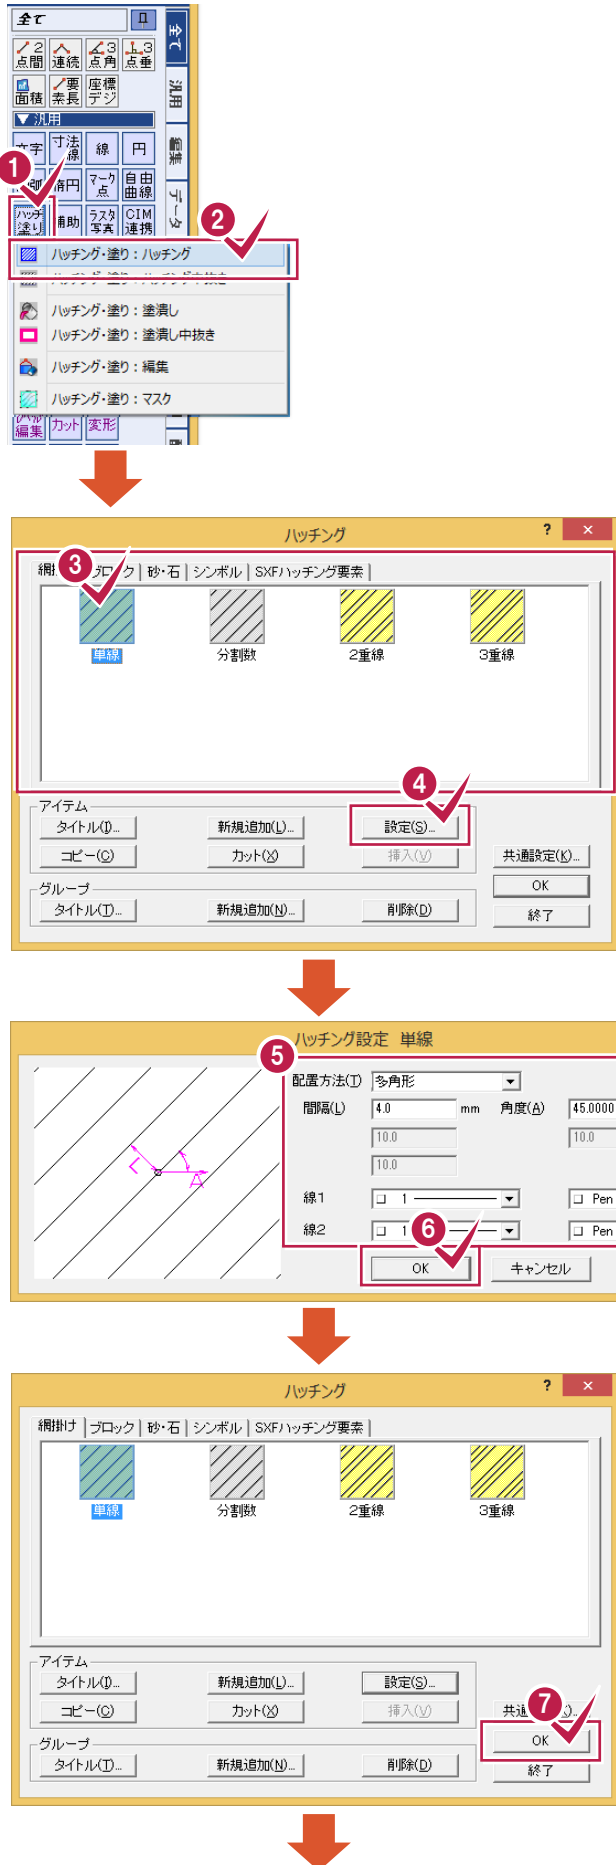 全て
2点間 連続 3点角 3点垂
面積 要素長 座標デジ
▼ 汎用
文字 寸法線 線 円
1
楕円 マーク点 自由曲線
ハッチ塗り 補助 ラスタ写真 CIM連携
全て
汎用
編集
データ
2
ハッチング・塗り：ハッチング
ハッチング・塗り：塗潰し
ハッチング・塗り：塗潰し中抜き
ハッチング・塗り：編集
ハッチング・塗り：マスク
編集 カット 変形
ハッチング ? ×
3
ブロック 砂・石 シンボル SXFハッチング要素
単線 分割数 2重線 3重線
4
アイテム
タイトル(I)... 新規追加(L)... 設定(S)...
コピー(C) カット(X) 挿入(V) 共通設定(K)...
グループ OK
タイトル(T)... 新規追加(N)... 削除(D) 終了
ハッチング設定 単線
5
配置方法(T) 多角形
間隔(L) 4.0 mm 角度(A) 45.0000
10.0 10.0
10.0
L
A
線1 1 Pen
線2 1 Pen
6
OK キャンセル
ハッチング ? ×
網掛け ブロック 砂・石 シンボル SXFハッチング要素
単線 分割数 2重線 3重線
アイテム
タイトル(I)... 新規追加(L)... 設定(S)...
コピー(C) カット(X) 挿入(V)
7
グループ OK
タイトル(T)... 新規追加(N)... 削除(D) 終了